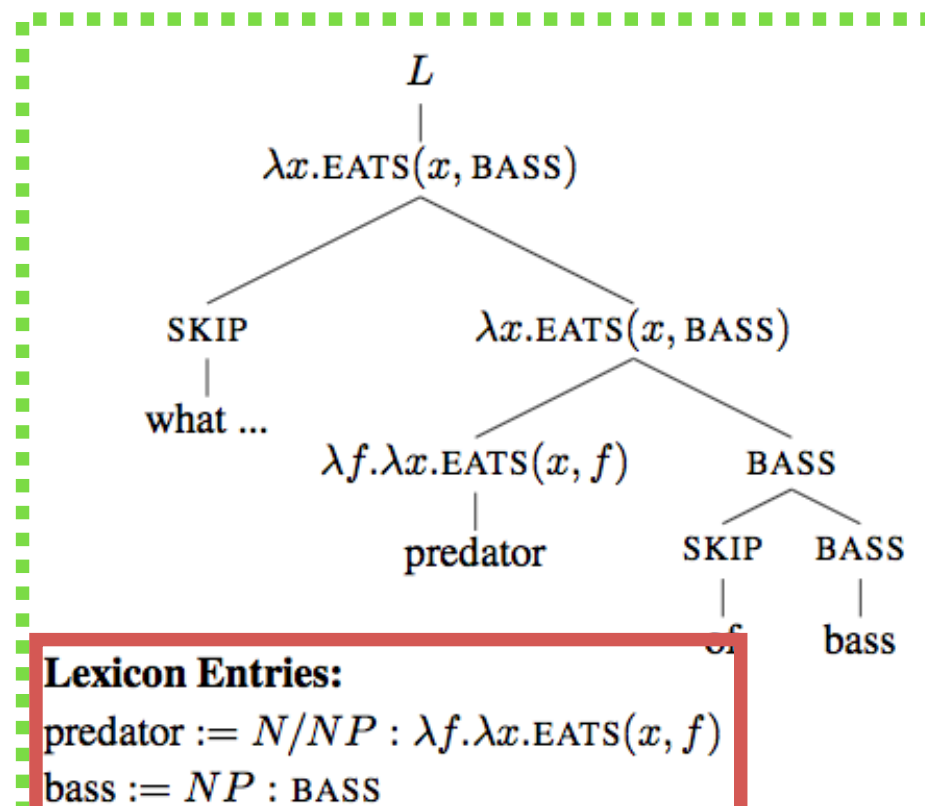 L
λx.EATS(x, BASS)
SKIP λx.EATS(x, BASS)
what ...
λf.λx.EATS(x, f) BASS
predator SKIP BASS
of bass
Lexicon Entries:
predator := N/NP : λf.λx.EATS(x, f)
bass := NP : BASS